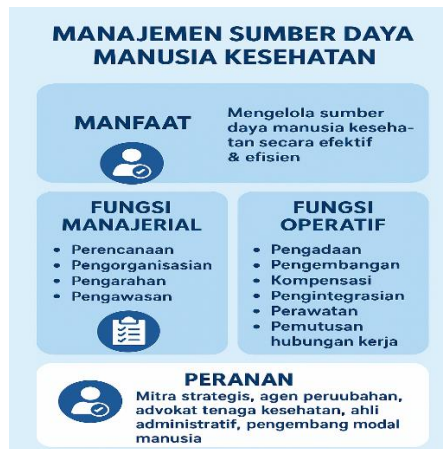 MANAJEMEN SUMBER DAYA
MANUSIA KESEHATAN
MANFAAT
Mengelola sumber
daya manusia keseha-
tan secara efektif
& efisien
FUNGSI
MANAJERIAL
• Perencanaan
• Pengorganisasian
• Pengarahan
• Pengawasan
FUNGSI
OPERATIF
• Pengadaan
• Pengembangan
• Kompensasi
• Pengintegrasian
• Perawatan
• Pemutusan
hubungan kerja
PERANAN
Mitra strategis, agen peruubahan,
advokat tenaga kesehatan, ahli
administratif, pengembang modal
manusia